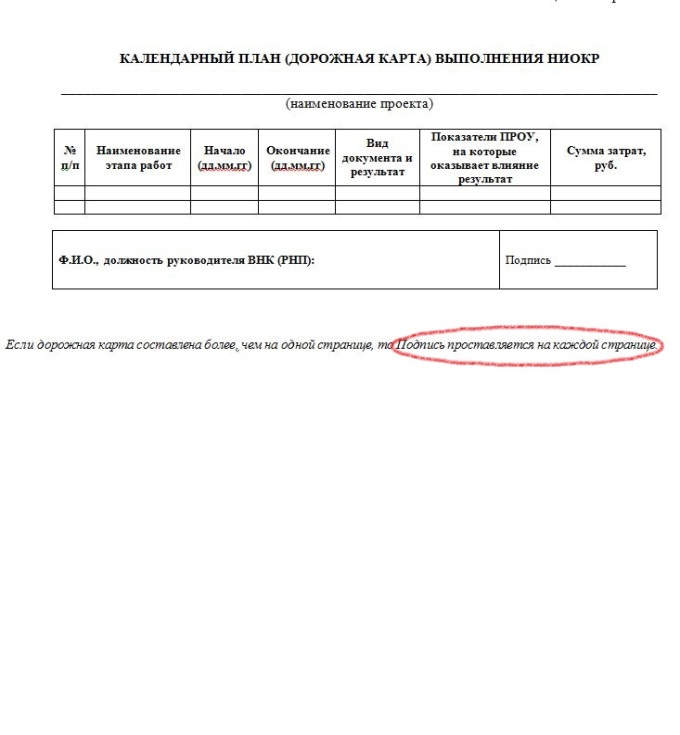 КАЛЕНДАРНЫЙ ПЛАН (ДОРОЖНАЯ КАРТА) ВЫПОЛНЕНИЯ НИОКР
(наименование проекта)
№ п/п
Наименование этапа работ
Начало (дд.мм.гг)
Окончание (дд.мм.гг)
Вид документа и результат
Показатели ПРОУ, на которые оказывает влияние результат
Сумма затрат, руб.
Ф.И.О., должность руководителя ВНК (РНП):
Подпись ___________
Если дорожная карта составлена более, чем на одной странице, то Подпись проставляется на каждой странице.